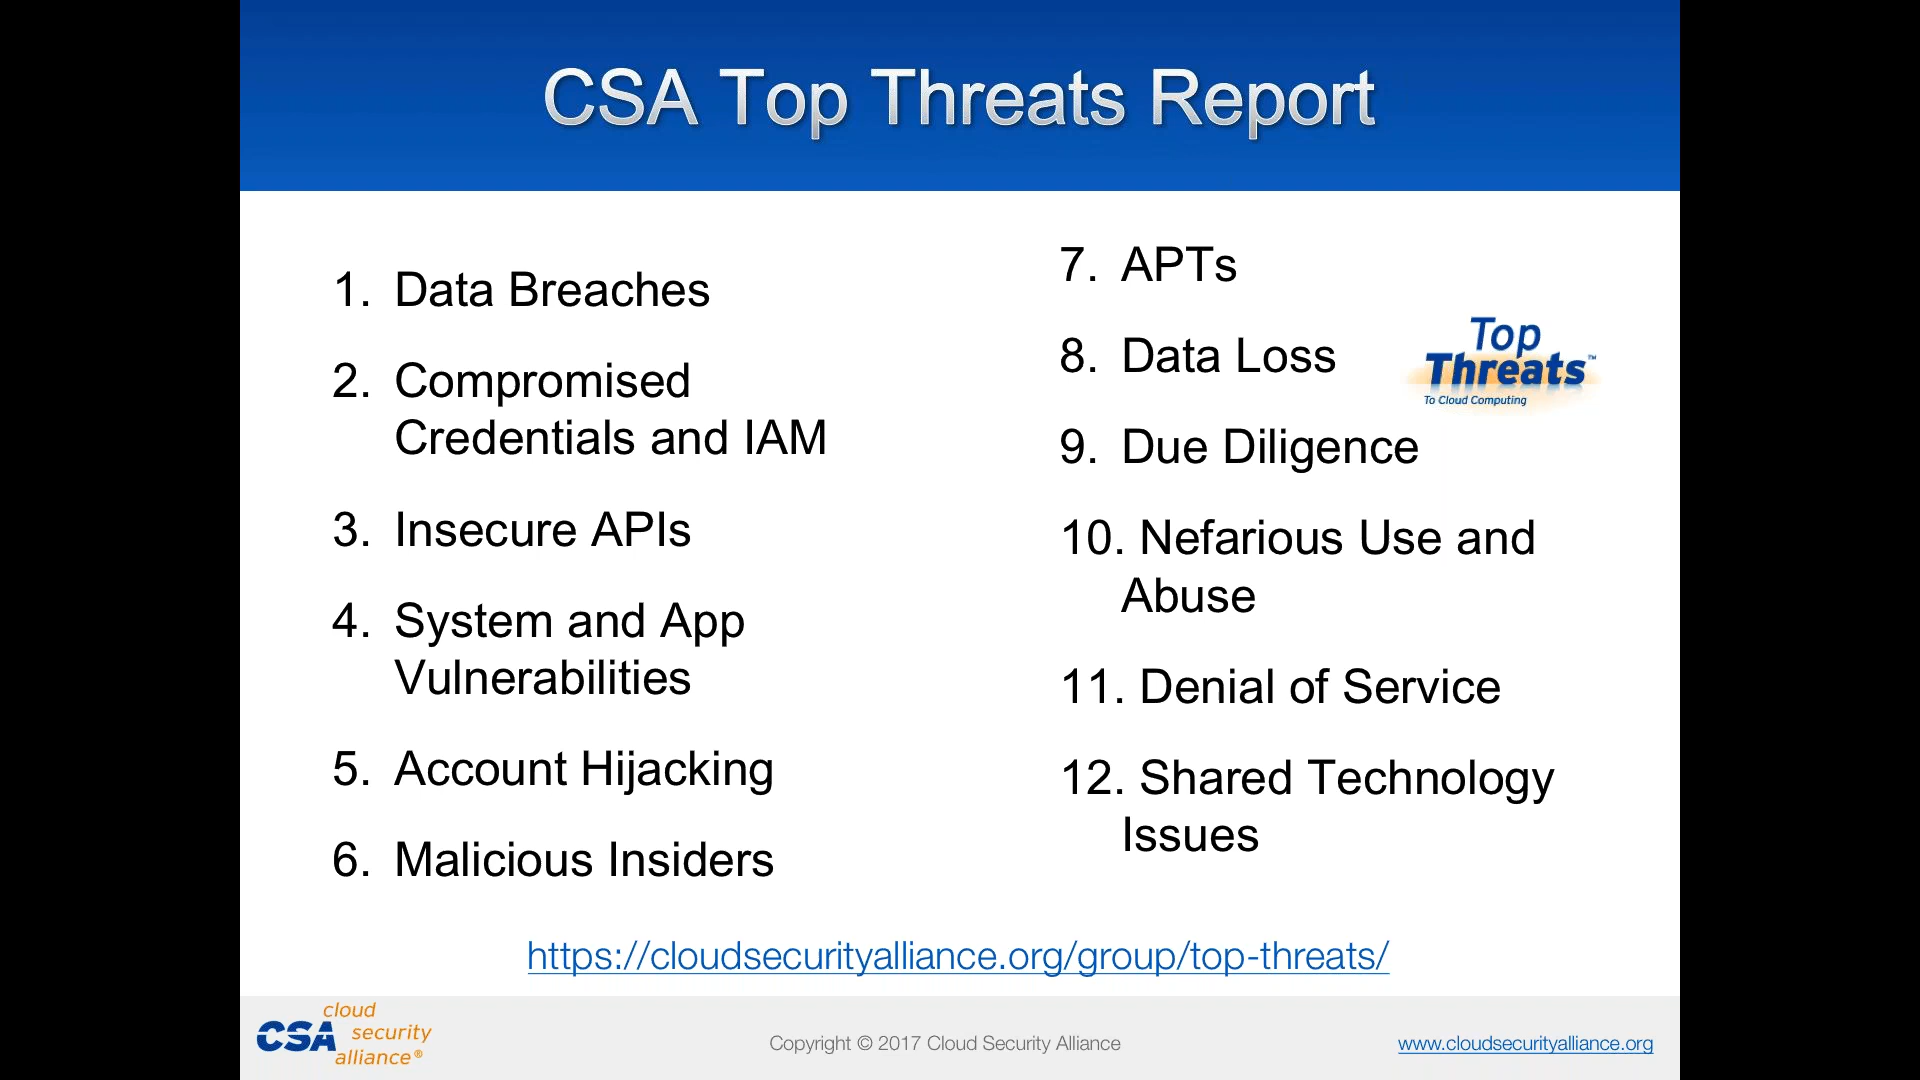 CSA Top Threats Report
1. Data Breaches
2. Compromised
Credentials and IAM
3. Insecure APIs
4. System and App
Vulnerabilities
5. Account Hijacking
6. Malicious Insiders
7. APTs
8. Data Loss
9. Due Diligence
10. Nefarious Use and
Abuse
11. Denial of Service
12. Shared Technology
Issues
Top
Threats™
To Cloud Computing
https://cloudsecurityalliance.org/group/top-threats/
CSA cloud
security
alliance®
Copyright © 2017 Cloud Security Alliance
www.cloudsecurityalliance.org